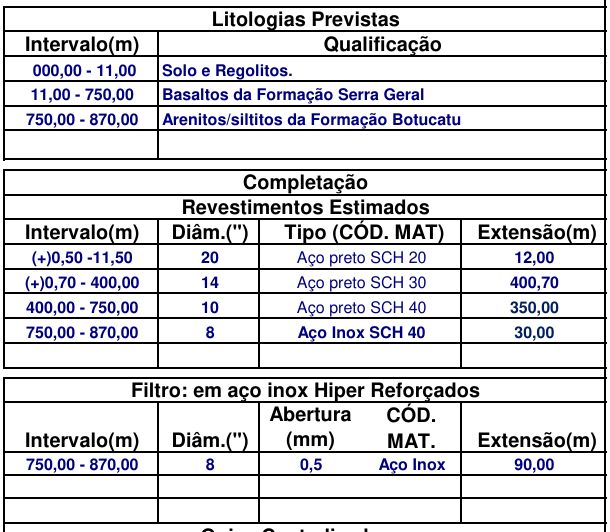 Litologias Previstas
Intervalo(m) Qualificação
000,00 - 11,00 Solo e Regolitos.
11,00 - 750,00 Basaltos da Formação Serra Geral
750,00 - 870,00 Arenitos/siltitos da Formação Botucatu
Completação
Revestimentos Estimados
Intervalo(m) Diâm.(") Tipo (CÓD. MAT) Extensão(m)
(+)0,50 -11,50 20 Aço preto SCH 20 12,00
(+)0,70 - 400,00 14 Aço preto SCH 30 400,70
400,00 - 750,00 10 Aço preto SCH 40 350,00
750,00 - 870,00 8 Aço Inox SCH 40 30,00
Filtro: em aço inox Hiper Reforçados
Abertura CÓD.
Intervalo(m) Diâm.(") (mm) MAT. Extensão(m)
750,00 - 870,00 8 0,5 Aço Inox 90,00